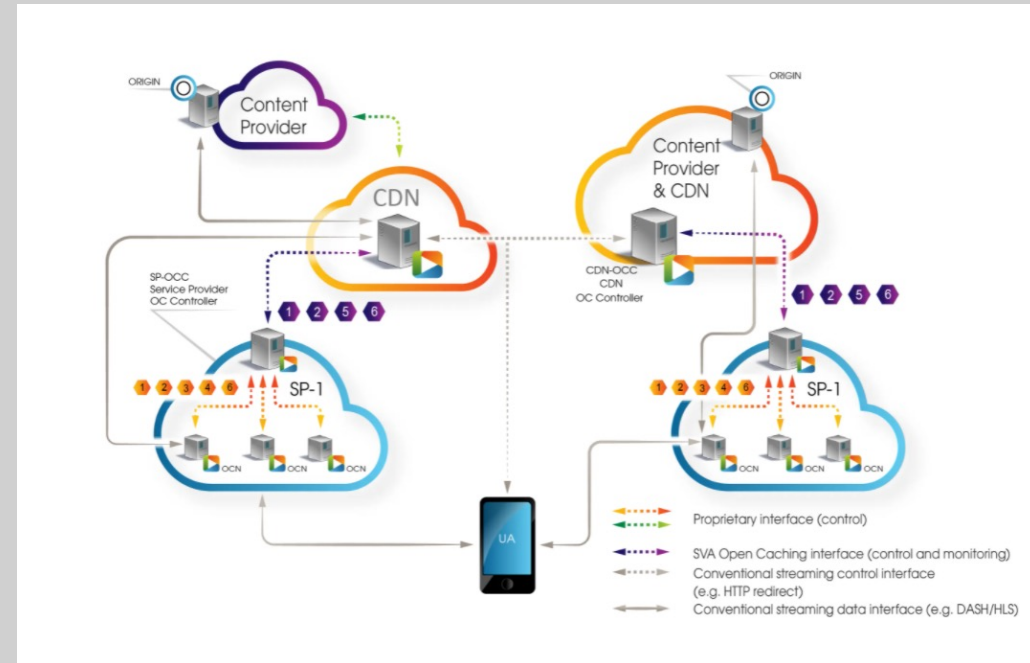 ORIGIN
Content
Provider
CDN
ORIGIN
Content
Provider
& CDN
CDN-OCC
CDN
OC Controller
SP-OCC
Service Provider
OC Controller
1 2 5 6
1 2 3 4 6
SP-1
OCN OCN OCN
1 2 5 6
1 2 3 4 6
SP-1
OCN OCN OCN
UA
Proprietary interface (control)
SVA Open Caching interface (control and monitoring)
Conventional streaming control interface
(e.g. HTTP redirect)
Conventional streaming data interface (e.g. DASH/HLS)